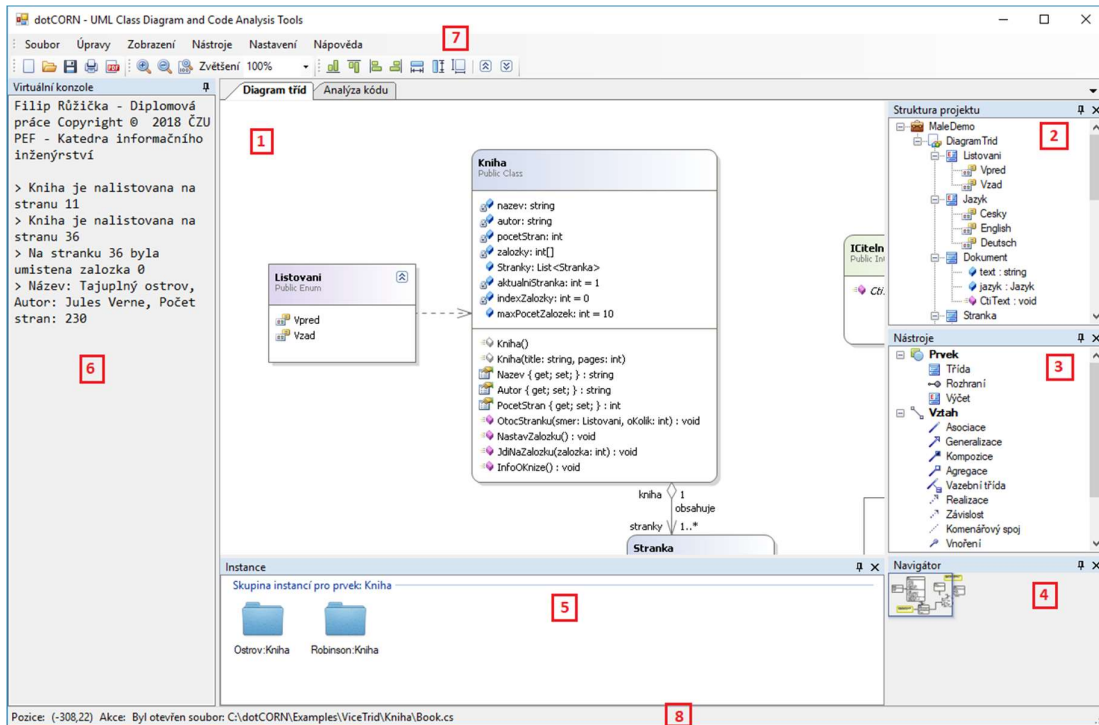 dotCORN - UML Class Diagram and Code Analysis Tools
Soubor Úpravy Zobrazení Nástroje Nastavení Nápověda
7
Zvětšení 100%
Virtuální konzole
Filip Růžička - Diplomová
práce Copyright © 2018 ČZU
PEF - Katedra informačního
inženýrství
> Kniha je nalistovana na
stranu 11
> Kniha je nalistovana na
stranu 36
> Na stranku 36 byla
umistena zalozka 0
> Název: Tajuplný ostrov,
Autor: Jules Verne, Počet
stran: 230
6
Diagram tříd Analýza kódu
1
Listovani
Public Enum
Vpred
Vzad
Kniha
Public Class
nazev: string
autor: string
pocetStran: int
zalozky: int[]
Stranky: List<Stranka>
aktualniStranka: int = 1
indexZalozky: int = 0
maxPocetZalozek: int = 10
Kniha()
Kniha(title: string, pages: int)
Nazev { get; set; } : string
Autor { get; set; } : string
PocetStran { get; set; } : int
OtocStranku(smer: Listovani, oKolik: int) : void
NastavZalozku() : void
JdiNaZalozku(zalozka: int) : void
InfoOKnize() : void
kniha 1
obsahuje
stranky 1..*
Stranka
ICiteln
Public Int
Cti
Struktura projektu
2
MaleDemo
DiagramTrid
Listovani
Vpred
Vzad
Jazyk
Cesky
English
Deutsch
Dokument
text : string
jazyk : Jazyk
CtiText : void
Stranka
Nástroje
3
Prvek
Třída
Rozhraní
Výčet
Vztah
Asociace
Generalizace
Kompozice
Agregace
Vazební třída
Realizace
Závislost
Komenářový spoj
Vnoření
Navigátor
4
Instance
Skupina instancí pro prvek: Kniha
5
Ostrov:Kniha Robinson:Kniha
Pozice: (-308,22) Akce: Byl otevřen soubor: C:\dotCORN\Examples\ViceTrid\Kniha\Book.cs
8